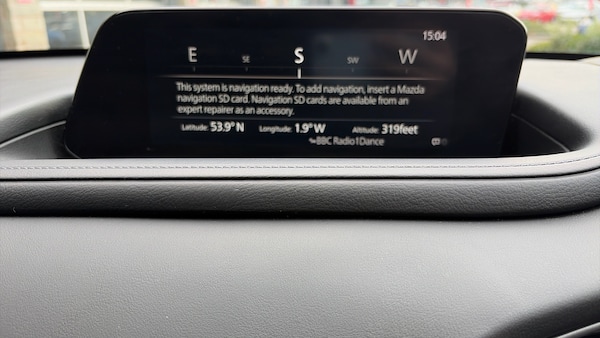 15:04
E SE S SW W
This system is navigation ready. To add navigation, insert a Mazda
navigation SD card. Navigation SD cards are available from an
expert repairer as an accessory.
Latitude: 53.9°N Longitude: 1.9°W Altitude: 319feet
BBC Radio1Dance